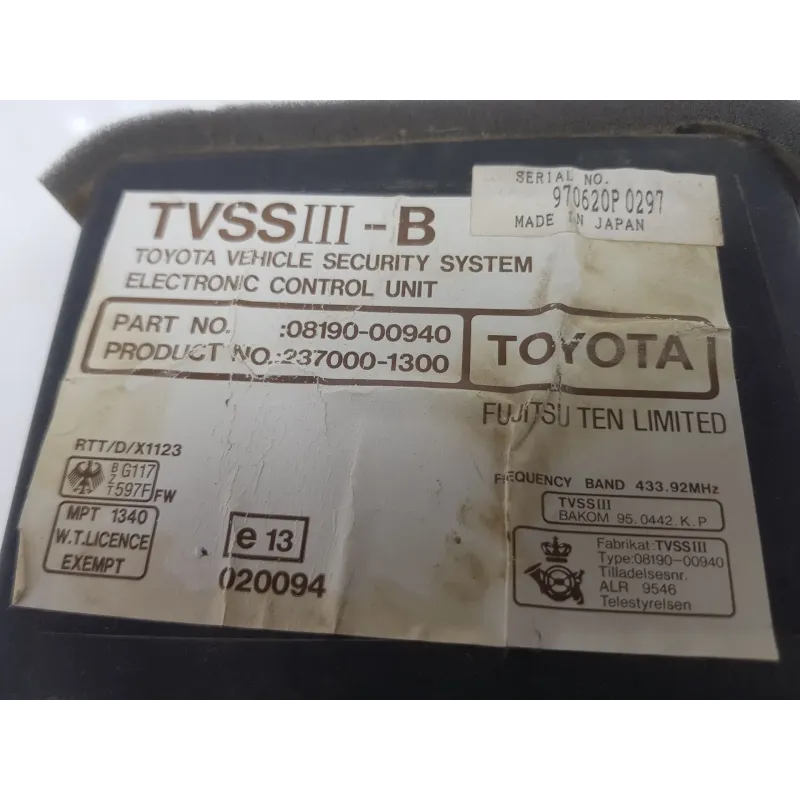 SERIAL NO.
970620P0297
MADE IN JAPAN
TVSSIII-B
TOYOTA VEHICLE SECURITY SYSTEM
ELECTRONIC CONTROL UNIT
PART NO. :08190-00940
PRODUCT NO.:237000-1300
TOYOTA
FUJITSU TEN LIMITED
RTT/D/X1123
BZT G117
597F FW
MPT 1340
W.T.LICENCE
EXEMPT
e 13
020094
FREQUENCY BAND 433.92MHz
TVSSIII
BAKOM 95.0442.K.P
Fabrikat:TVSSIII
Type:08190-00940
Tilladelsesnr.
ALR 9546
Telestyrelsen